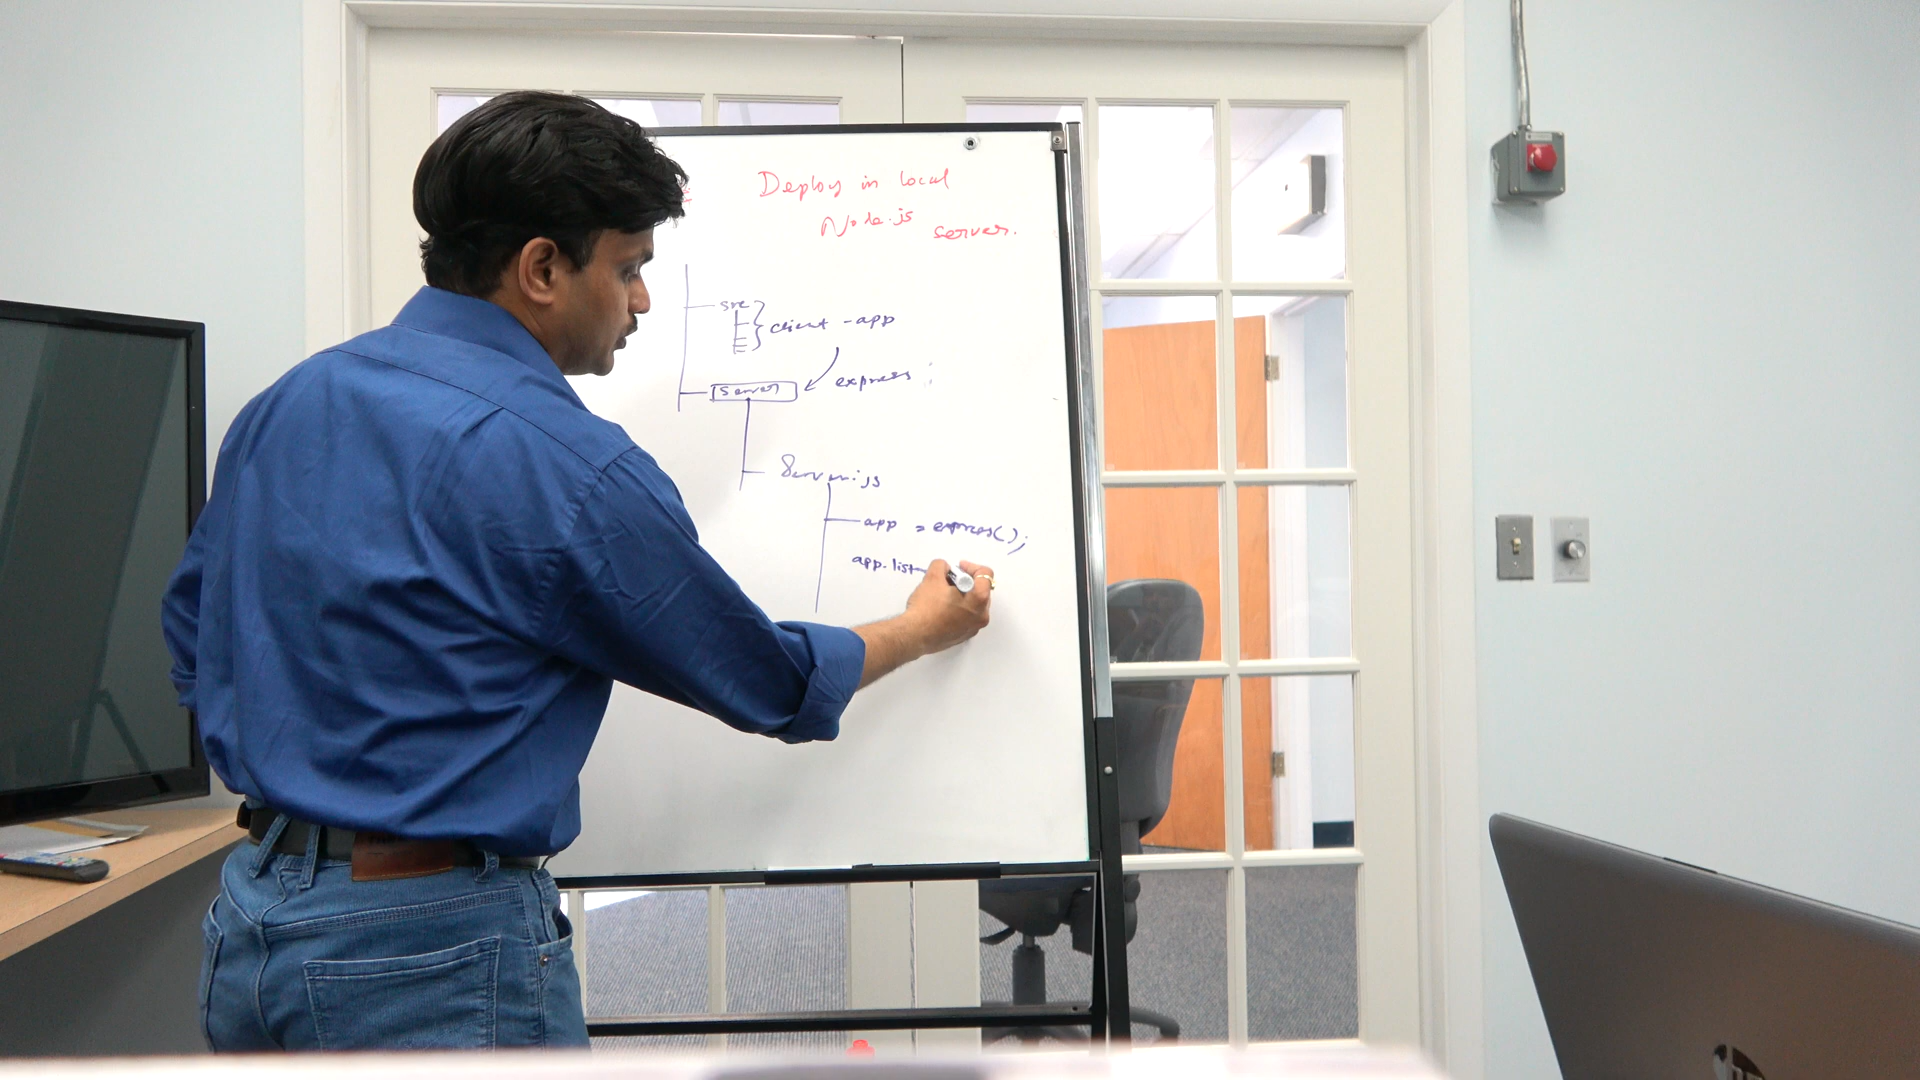 Deploy in local
Node.js server.
src
client-app
server
express
Server.js
app = express();
app.list